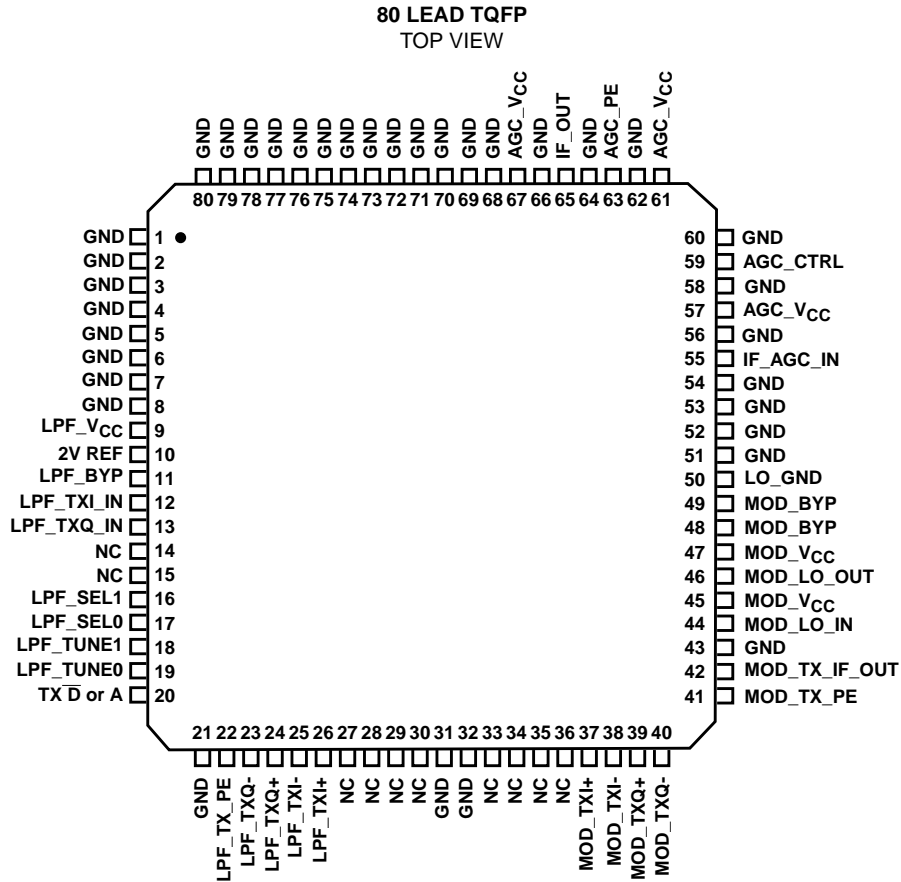 80 LEAD TQFP
TOP VIEW
GND
GND
GND
GND
GND
GND
GND
GND
GND
GND
GND
GND
GND
AGC_VCC
GND
IF_OUT
GND
AGC_PE
GND
AGC_VCC
80 79 78 77 76 75 74 73 72 71 70 69 68 67 66 65 64 63 62 61
GND 1
GND 2
GND 3
GND 4
GND 5
GND 6
GND 7
GND 8
LPF_VCC 9
2V REF 10
LPF_BYP 11
LPF_TXI_IN 12
LPF_TXQ_IN 13
NC 14
NC 15
LPF_SEL1 16
LPF_SEL0 17
LPF_TUNE1 18
LPF_TUNE0 19
TX D̅ or A 20
60 GND
59 AGC_CTRL
58 GND
57 AGC_VCC
56 GND
55 IF_AGC_IN
54 GND
53 GND
52 GND
51 GND
50 LO_GND
49 MOD_BYP
48 MOD_BYP
47 MOD_VCC
46 MOD_LO_OUT
45 MOD_VCC
44 MOD_LO_IN
43 GND
42 MOD_TX_IF_OUT
41 MOD_TX_PE
21 22 23 24 25 26 27 28 29 30 31 32 33 34 35 36 37 38 39 40
GND
LPF_TX_PE
LPF_TXQ-
LPF_TXQ+
LPF_TXI-
LPF_TXI+
NC
NC
NC
NC
GND
GND
NC
NC
NC
NC
MOD_TXI+
MOD_TXI-
MOD_TXQ+
MOD_TXQ-